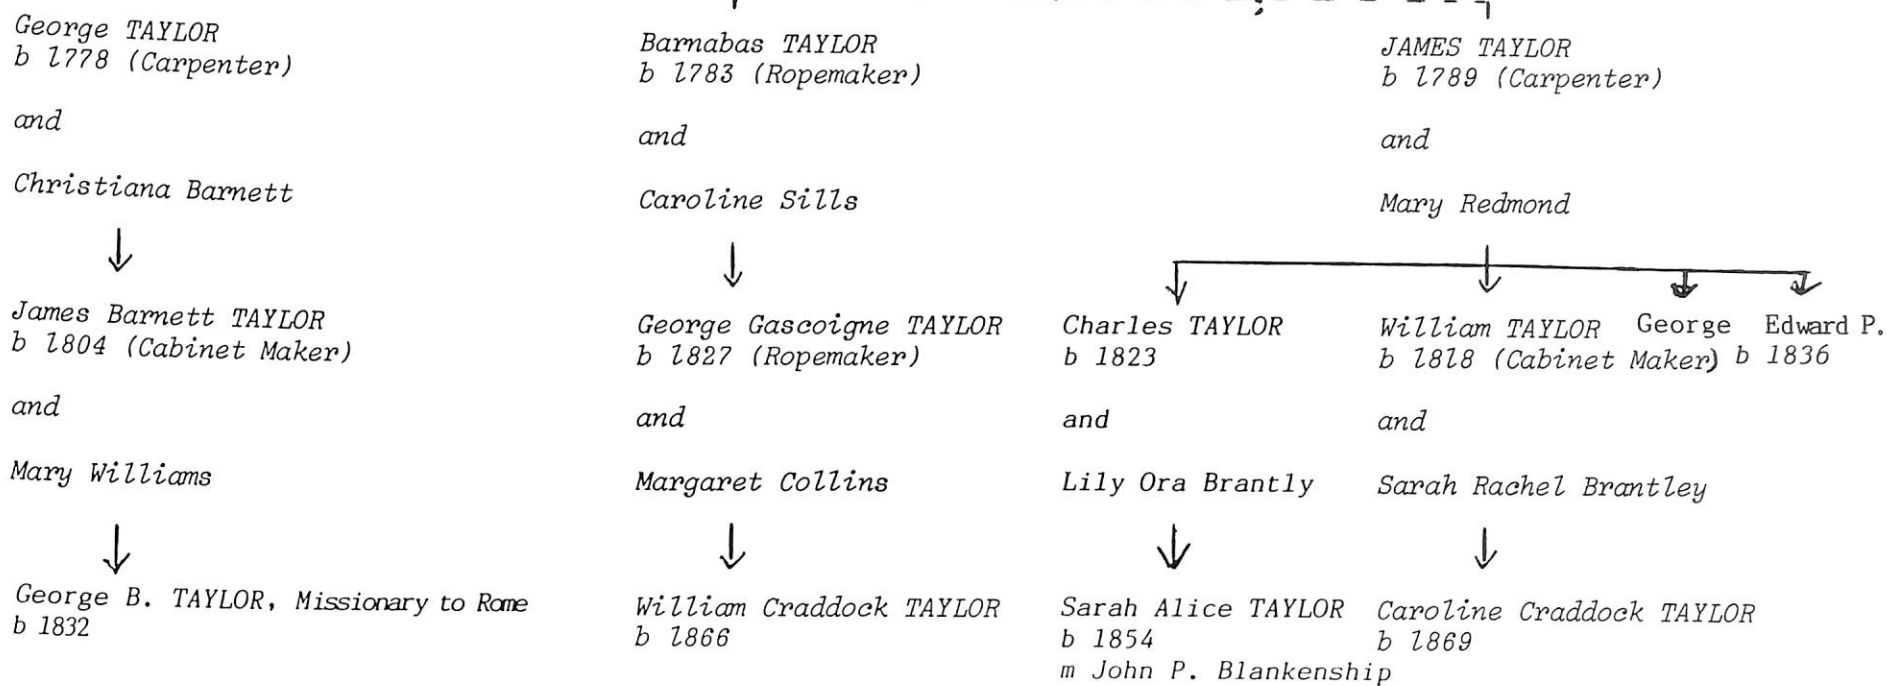 George TAYLOR
b 1778 (Carpenter)
and
Christiana Barnett
James Barnett TAYLOR
b 1804 (Cabinet Maker)
and
Mary Williams
George B. TAYLOR, Missionary to Rome
b 1832
Barnabas TAYLOR
b 1783 (Ropemaker)
and
Caroline Sills
George Gascoigne TAYLOR
b 1827 (Ropemaker)
and
Margaret Collins
William Craddock TAYLOR
b 1866
JAMES TAYLOR
b 1789 (Carpenter)
and
Mary Redmond
Charles TAYLOR
b 1823
and
Lily Ora Brantly
Sarah Alice TAYLOR
b 1854
m John P. Blankenship
William TAYLOR
b 1818 (Cabinet Maker)
and
Sarah Rachel Brantley
Caroline Craddock TAYLOR
b 1869
George
Edward P.
b 1836